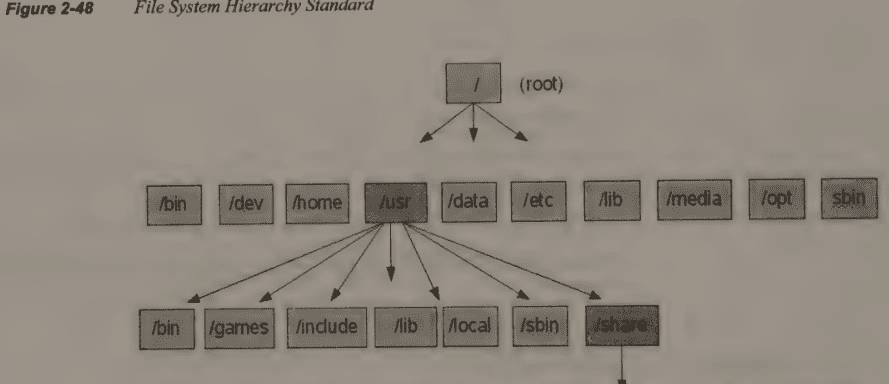 Figure 2-48 File System Hierarchy Standard
/ (root)
/bin /dev /home /usr /data /etc /lib /media /opt sbin
/bin /games /include /lib /local /sbin /share